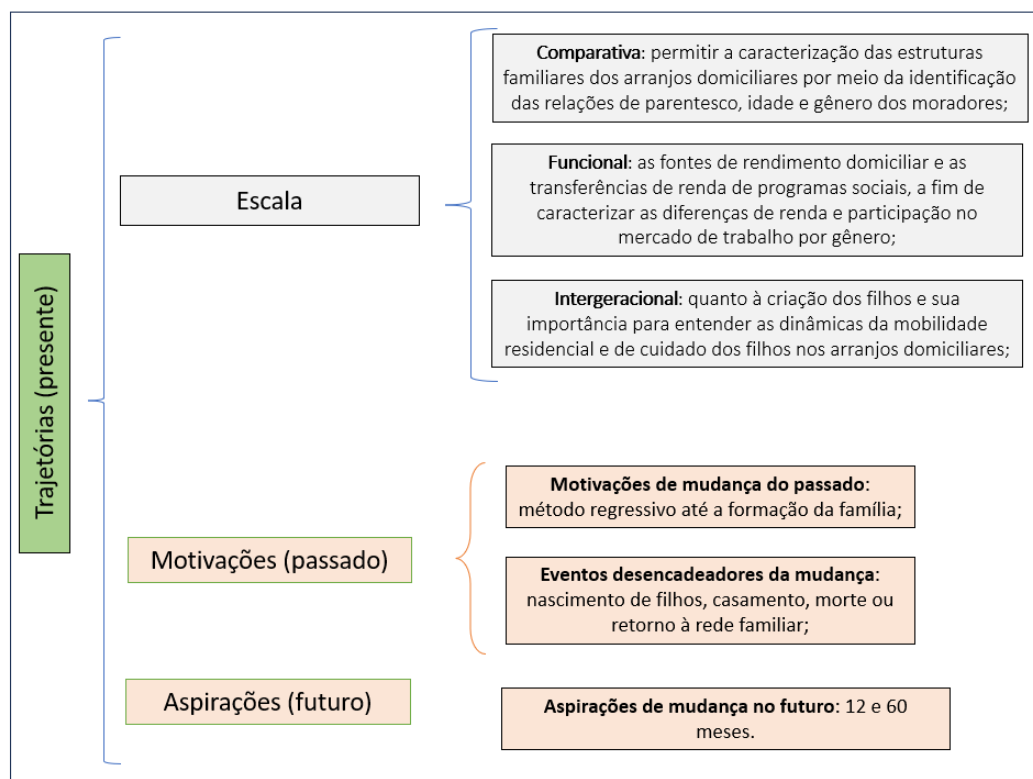 Trajetórias (presente)
Escala
Comparativa: permitir a caracterização das estruturas
familiares dos arranjos domiciliares por meio da identificação
das relações de parentesco, idade e gênero dos moradores;
Funcional: as fontes de rendimento domiciliar e as
transferências de renda de programas sociais, a fim de
caracterizar as diferenças de renda e participação no
mercado de trabalho por gênero;
Intergeracional: quanto à criação dos filhos e sua
importância para entender as dinâmicas da mobilidade
residencial e de cuidado dos filhos nos arranjos domiciliares;
Motivações (passado)
Motivações de mudança do passado:
método regressivo até a formação da família;
Eventos desencadeadores da mudança:
nascimento de filhos, casamento, morte ou
retorno à rede familiar;
Aspirações (futuro)
Aspirações de mudança no futuro: 12 e 60
meses.